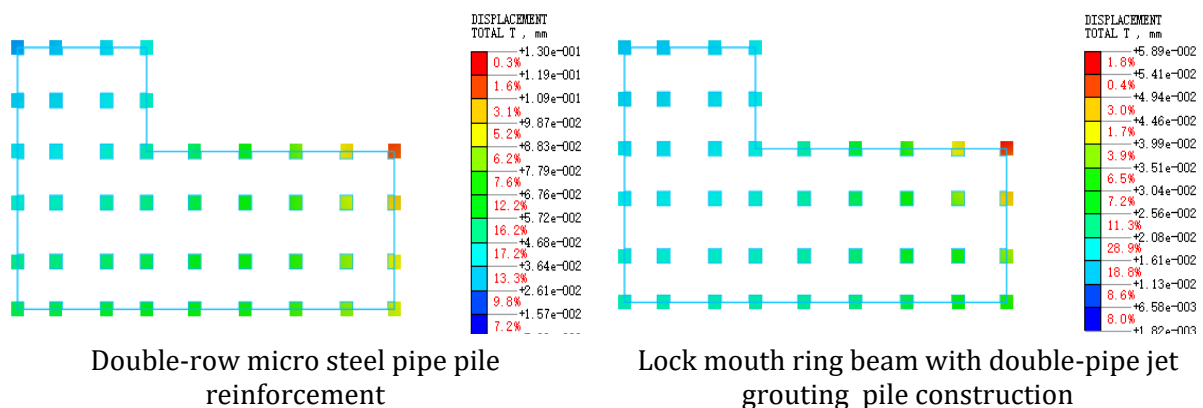 DISPLACEMENT
TOTAL T , mm
+1.30e-001
0.3%
+1.19e-001
1.6%
+1.09e-001
3.1%
+9.87e-002
5.2%
+8.83e-002
6.2%
+7.79e-002
7.6%
+6.76e-002
12.2%
+5.72e-002
16.2%
+4.68e-002
17.2%
+3.64e-002
13.3%
+2.61e-002
9.8%
+1.57e-002
7.2%
DISPLACEMENT
TOTAL T , mm
+5.89e-002
1.8%
+5.41e-002
0.4%
+4.94e-002
3.0%
+4.46e-002
1.7%
+3.99e-002
3.9%
+3.51e-002
6.5%
+3.04e-002
7.2%
+2.56e-002
11.3%
+2.08e-002
28.9%
+1.61e-002
18.8%
+1.13e-002
8.6%
+6.58e-003
8.0%
+1.82e-003
Double-row micro steel pipe pile
reinforcement
Lock mouth ring beam with double-pipe jet
grouting pile construction